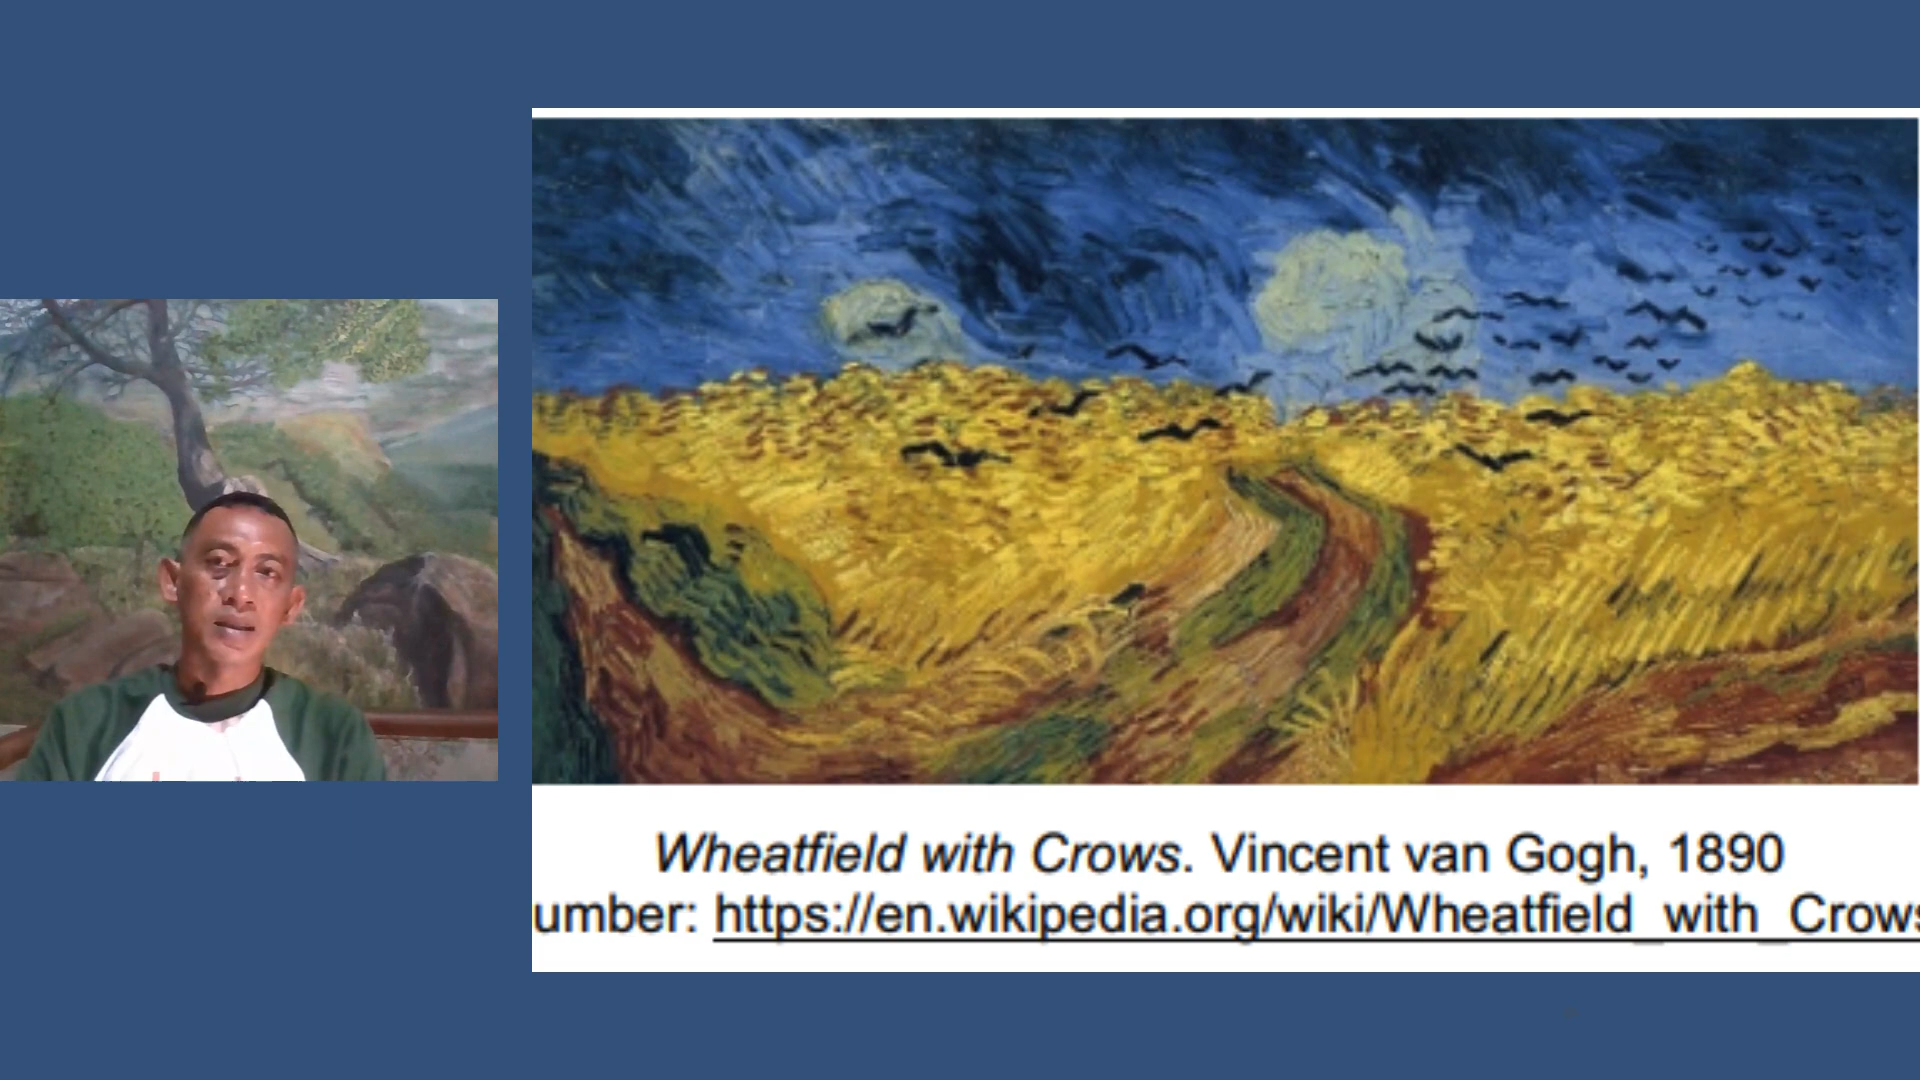 Wheatfield with Crows. Vincent van Gogh, 1890
umber: https://en.wikipedia.org/wiki/Wheatfield_with_Crows